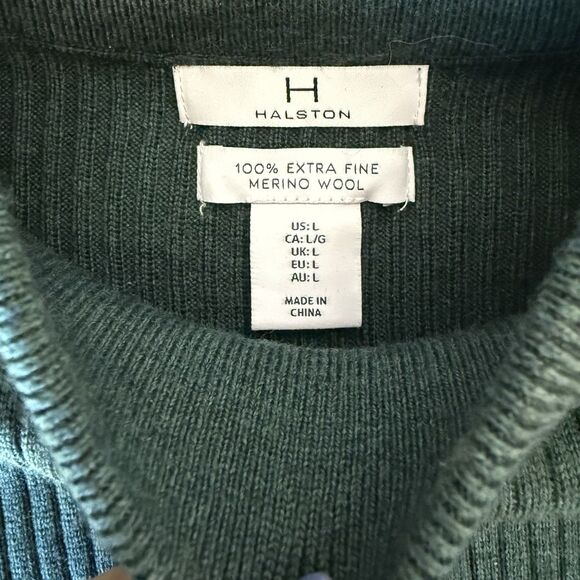 H
HALSTON
100% EXTRA FINE
MERINO WOOL
US: L
CA: L/G
UK: L
EU: L
AU: L
MADE IN
CHINA